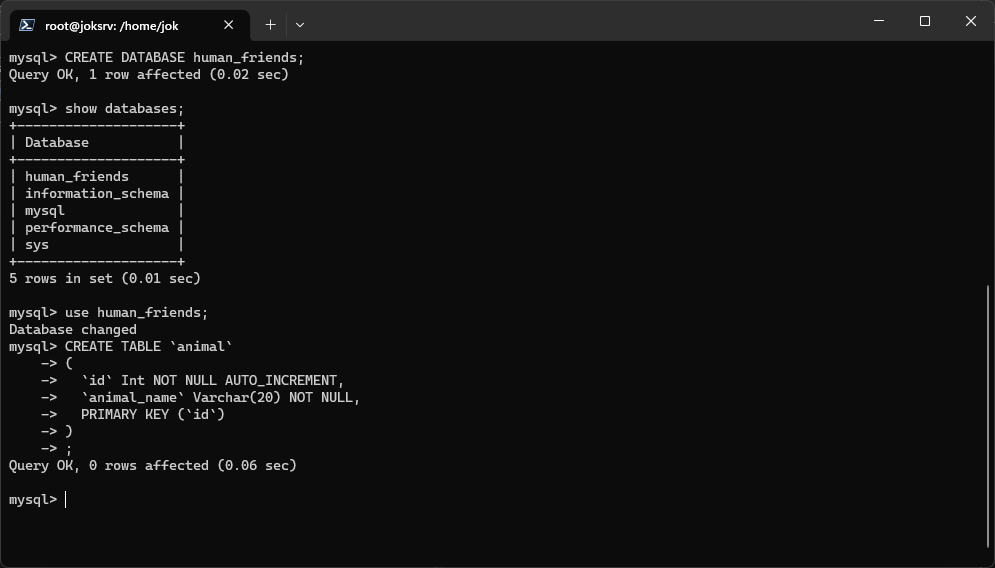 root@joksrv: /home/jok
mysql> CREATE DATABASE human_friends;
Query OK, 1 row affected (0.02 sec)
mysql> show databases;
+--------------------+
| Database           |
+--------------------+
| human_friends      |
| information_schema |
| mysql              |
| performance_schema |
| sys                |
+--------------------+
5 rows in set (0.01 sec)
mysql> use human_friends;
Database changed
mysql> CREATE TABLE `animal`
    -> (
    ->   `id` Int NOT NULL AUTO_INCREMENT,
    ->   `animal_name` Varchar(20) NOT NULL,
    ->   PRIMARY KEY (`id`)
    -> )
    -> ;
Query OK, 0 rows affected (0.06 sec)
mysql>